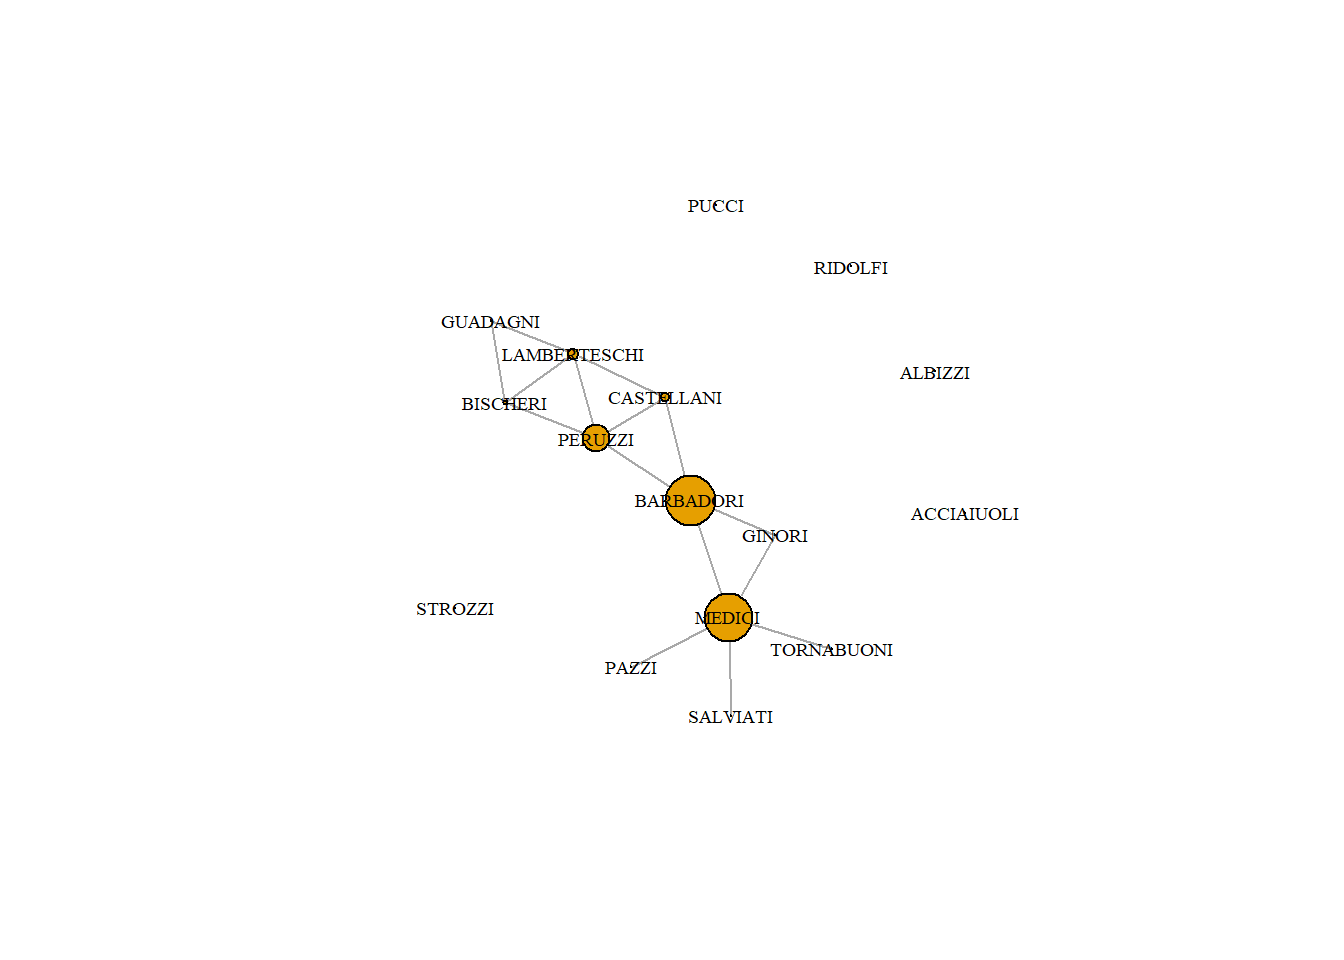 PUCCI
RIDOLFI
GUADAGNI
LAMBERTESCHI
ALBIZZI
CASTELLANI
BISCHERI
PERUZZI
BARBADORI
ACCIAIUOLI
GINORI
STROZZI
MEDICI
TORNABUONI
PAZZI
SALVIATI